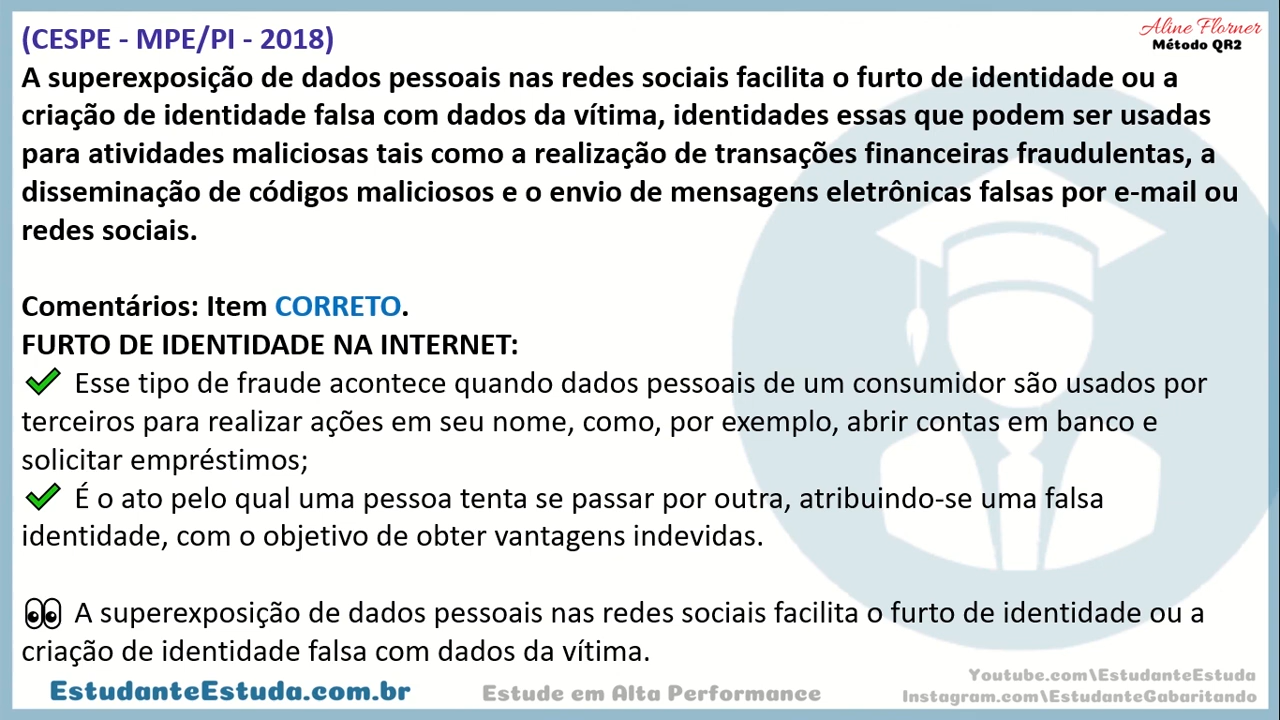 (CESPE - MPE/PI - 2018)
Aline Florner
Método QR2
A superexposição de dados pessoais nas redes sociais facilita o furto de identidade ou a
criação de identidade falsa com dados da vítima, identidades essas que podem ser usadas
para atividades maliciosas tais como a realização de transações financeiras fraudulentas, a
disseminação de códigos maliciosos e o envio de mensagens eletrônicas falsas por e-mail ou
redes sociais.
Comentários: Item CORRETO.
FURTO DE IDENTIDADE NA INTERNET:
Esse tipo de fraude acontece quando dados pessoais de um consumidor são usados por
terceiros para realizar ações em seu nome, como, por exemplo, abrir contas em banco e
solicitar empréstimos;
É o ato pelo qual uma pessoa tenta se passar por outra, atribuindo-se uma falsa
identidade, com o objetivo de obter vantagens indevidas.
A superexposição de dados pessoais nas redes sociais facilita o furto de identidade ou a
criação de identidade falsa com dados da vítima.
EstudanteEstuda.com.br
Estude em Alta Performance
Youtube.com\EstudanteEstuda
Instagram.com\EstudanteGabaritando